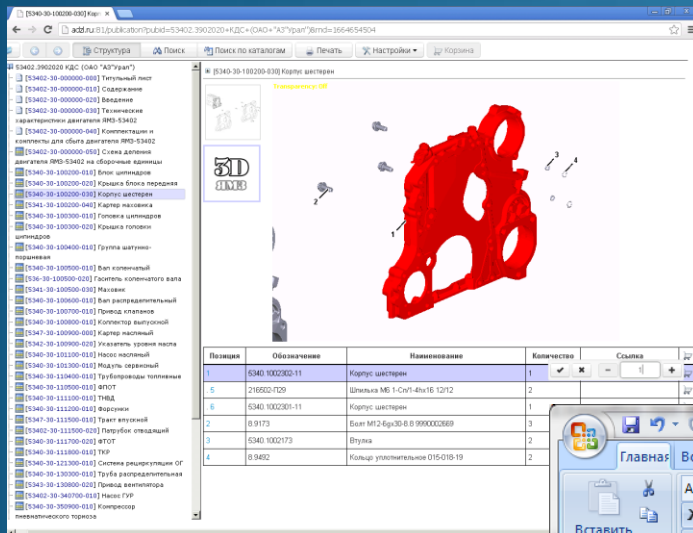 [5340-30-100200-030] Корп
adzl.ru:81/publication?pubid=53402.3902020+КДС+(ОАО+"АЗ"Урал")&rnd=1664654504
Структура Поиск Поиск по каталогам Печать Настройки Корзина
53402.3902020 КДС (ОАО "АЗ"Урал")
[53402-30-000000-000] Титульный лист
[53402-30-000000-010] Содержание
[53402-30-000000-020] Введение
[53402-30-000000-030] Технические
характеристики двигателя ЯМЗ-53402
[53402-30-000000-040] Комплектации и
комплекты для сбыта двигателя ЯМЗ-53402
[53402-30-000000-050] Схема деления
двигателя ЯМЗ-53402 на сборочные единицы
[5340-30-100200-010] Блок цилиндров
[5340-30-100200-020] Крышка блока передняя
[5340-30-100200-030] Корпус шестерен
[5341-30-100200-040] Картер маховика
[5340-30-100300-010] Головка цилиндров
[5340-30-100300-020] Крышка головки
цилиндров
[5340-30-100400-010] Группа шатунно-
поршневая
[5340-30-100500-010] Вал коленчатый
[536-30-100500-020] Гаситель коленчатого вала
[5341-30-100500-030] Маховик
[5340-30-100600-010] Вал распределительный
[5340-30-100700-010] Привод клапанов
[5340-30-100800-010] Коллектор выпускной
[5347-30-100900-000] Картер масляный
[5342-30-100900-020] Указатель уровня масла
[5340-30-101100-010] Насос масляный
[5340-30-101300-010] Модуль сервисный
[5340-30-110400-010] Трубопроводы топливные
[5340-30-110500-010] ФГОТ
[5340-30-111100-010] ТНВД
[5340-30-111200-010] Форсунки
[5347-30-111500-010] Тракт впускной
[53402-30-111500-020] Патрубок отводящий
[5340-30-111700-020] ФТОТ
[5340-30-111800-010] ТКР
[5340-30-121300-010] Система рециркуляции ОГ
[5340-30-130300-010] Труба распределительная
[5343-30-130800-020] Привод вентилятора
[53402-30-340700-010] Насос ГУР
[5340-30-350900-010] Компрессор
пневматического тормоза
[5340-30-100200-030] Корпус шестерен
3D
ЯМЗ
1
2
3
4
Позиция Обозначение Наименование Количество Ссылка
1 5340.1002302-11 Корпус шестерен 1 1
. 5 216502-П29 Шпилька М6 1-Сп/1-4hx16 12/12 2
. 6 5340.1002301-11 Корпус шестерен 1
2 8.9173 Болт М12-6gx30-8.8 9990002669 3
3 5340.1002173 Втулка 2
4 8.9492 Кольцо уплотнительное 015-018-19 2
Главная
Вставить